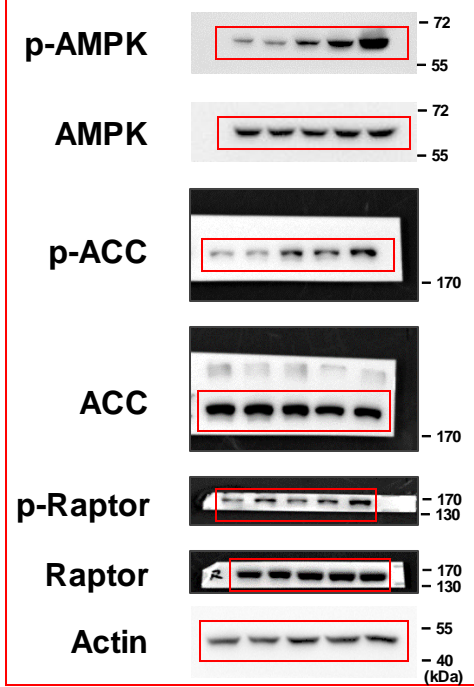 p-AMPK
– 72
– 55
AMPK
– 72
– 55
p-ACC
– 170
ACC
– 170
p-Raptor
– 170
– 130
Raptor
R
– 170
– 130
Actin
– 55
– 40
(kDa)